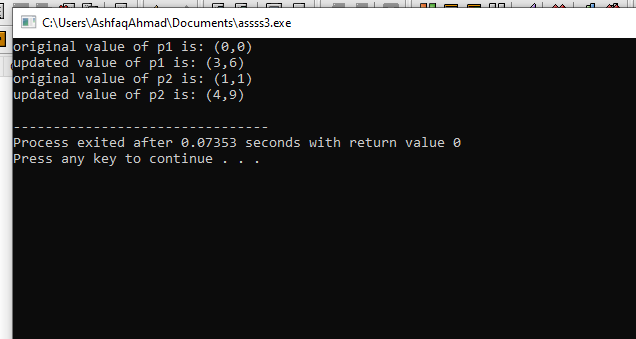 C:\Users\AshfaqAhmad\Documents\assss3.exe
original value of p1 is: (0,0)
updated value of p1 is: (3,6)
original value of p2 is: (1,1)
updated value of p2 is: (4,9)
--------------------------------
Process exited after 0.07353 seconds with return value 0
Press any key to continue . . .